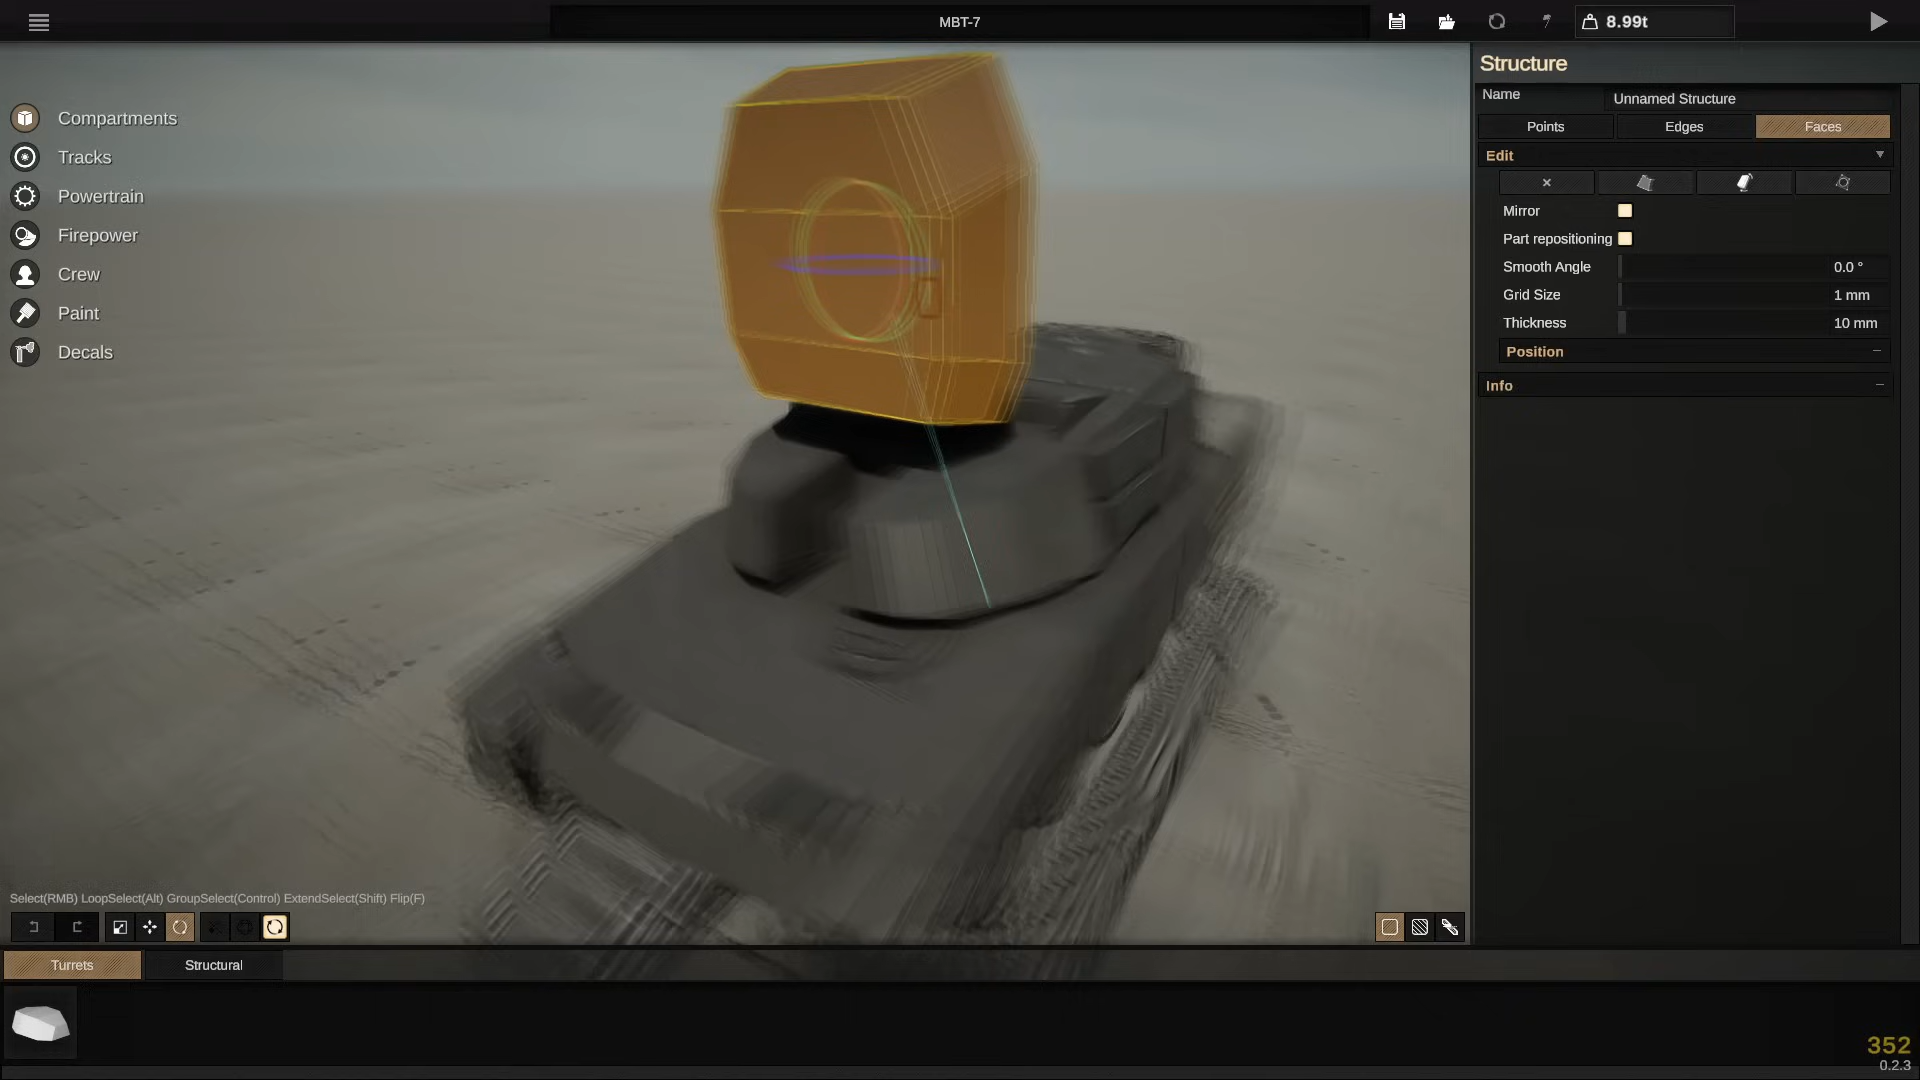 MBT-7
8.99t
Structure
Name
Unnamed Structure
Points
Edges
Faces
Edit
Mirror
Part repositioning
Smooth Angle
0.0 °
Grid Size
1 mm
Thickness
10 mm
Position
Info
Compartments
Tracks
Powertrain
Firepower
Crew
Paint
Decals
Select(RMB) LoopSelect(Alt) GroupSelect(Control) ExtendSelect(Shift) Flip(F)
Turrets
Structural
352
0.2.3